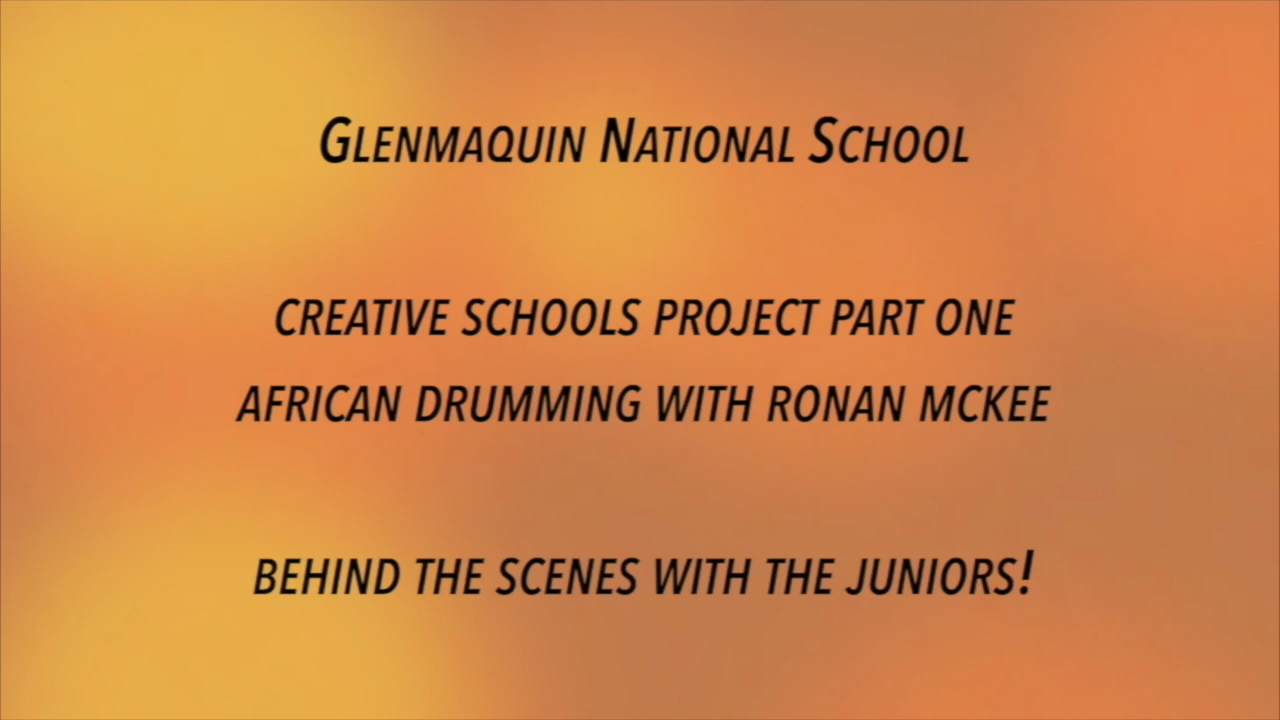 Glenmaquin National School
creative schools project part one
african drumming with ronan mckee
behind the scenes with the juniors!